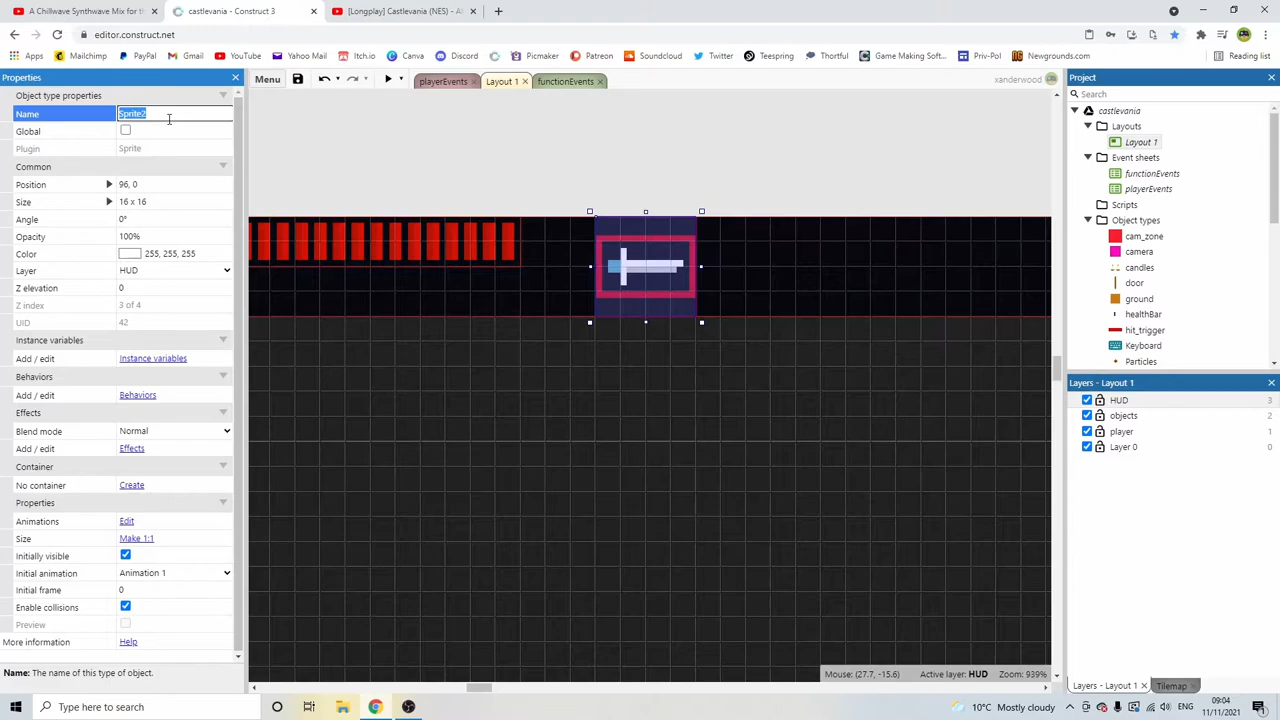 A Chillwave Synthwave Mix for th
castlevania - Construct 3
[Longplay] Castlevania (NES) - A
editor.construct.net
Apps
Mailchimp
PayPal
Gmail
YouTube
Yahoo Mail
Itch.io
Canva
Discord
Picmaker
Patreon
Soundcloud
Twitter
Teespring
Thortful
Game Making Soft...
Priv-Pol
Newgrounds.com
Reading list
Properties
Menu
playerEvents
Layout 1
functionEvents
xanderwood
Project
Object type properties
Name Sprite2
Global
Plugin Sprite
Common
Position 96, 0
Size 16 x 16
Angle 0°
Opacity 100%
Color 255, 255, 255
Layer HUD
Z elevation 0
Z index 3 of 4
UID 42
Instance variables
Add / edit Instance variables
Behaviors
Add / edit Behaviors
Effects
Blend mode Normal
Add / edit Effects
Container
No container Create
Properties
Animations Edit
Size Make 1:1
Initially visible
Initial animation Animation 1
Initial frame 0
Enable collisions
Preview
More information Help
Name: The name of this type of object.
Search
castlevania
Layouts
Layout 1
Event sheets
functionEvents
playerEvents
Scripts
Object types
cam_zone
camera
candles
door
ground
healthBar
hit_trigger
Keyboard
Particles
Layers - Layout 1
HUD 3
objects 2
player 1
Layer 0 0
Mouse: (27.7, -15.6) Active layer: HUD Zoom: 939%
Layers - Layout 1
Tilemap
Type here to search
10°C Mostly cloudy
ENG
09:04
11/11/2021